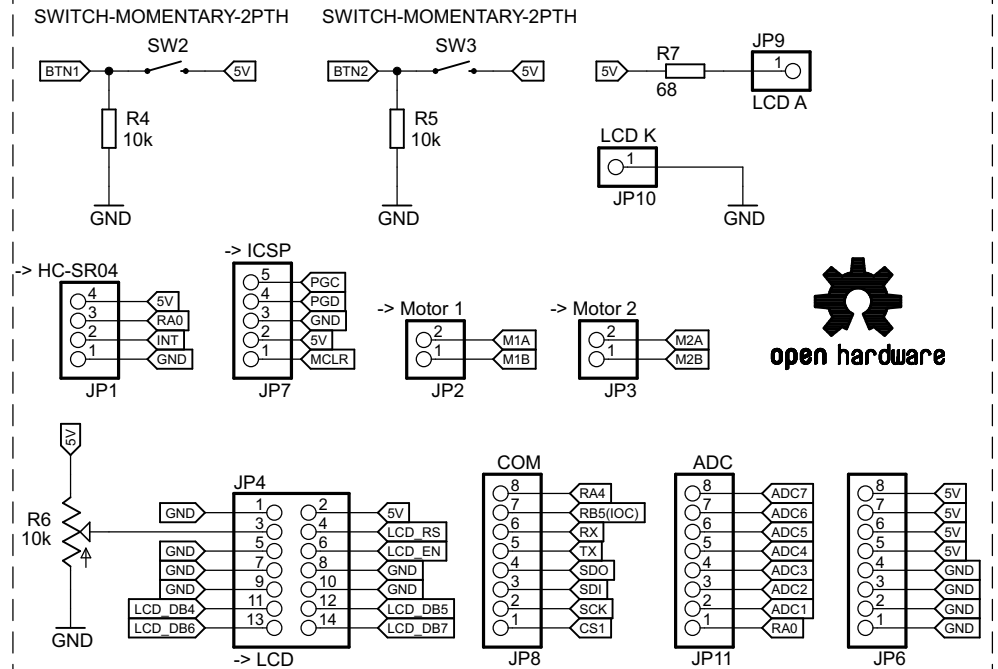 SWITCH-MOMENTARY-2PTH
SW2
BTN1
5V
R4
10k
GND
SWITCH-MOMENTARY-2PTH
SW3
BTN2
5V
R5
10k
GND
5V
R7
68
JP9
1
LCD A
LCD K
1
JP10
GND
-> HC-SR04
4 5V
3 RA0
2 INT
1 GND
JP1
-> ICSP
5 PGC
4 PGD
3 GND
2 5V
1 MCLR
JP7
-> Motor 1
2 M1A
1 M1B
JP2
-> Motor 2
2 M2A
1 M2B
JP3
open hardware
5V
R6
10k
GND
JP4
GND 1 2 5V
3 4 LCD_RS
GND 5 6 LCD_EN
GND 7 8 GND
GND 9 10 GND
LCD_DB4 11 12 LCD_DB5
LCD_DB6 13 14 LCD_DB7
-> LCD
COM
8 RA4
7 RB5(IOC)
6 RX
5 TX
4 SDO
3 SDI
2 SCK
1 CS1
JP8
ADC
8 ADC7
7 ADC6
6 ADC5
5 ADC4
4 ADC3
3 ADC2
2 ADC1
1 RA0
JP11
8 5V
7 5V
6 5V
5 5V
4 GND
3 GND
2 GND
1 GND
JP6